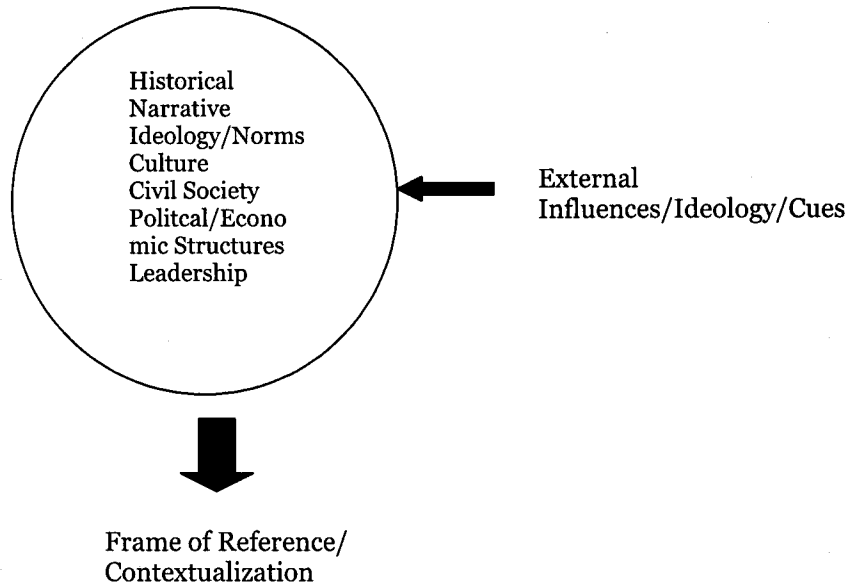 Historical
Narrative
Ideology/Norms
Culture
Civil Society
Politcal/Econo
mic Structures
Leadership
External
Influences/Ideology/Cues
Frame of Reference/
Contextualization